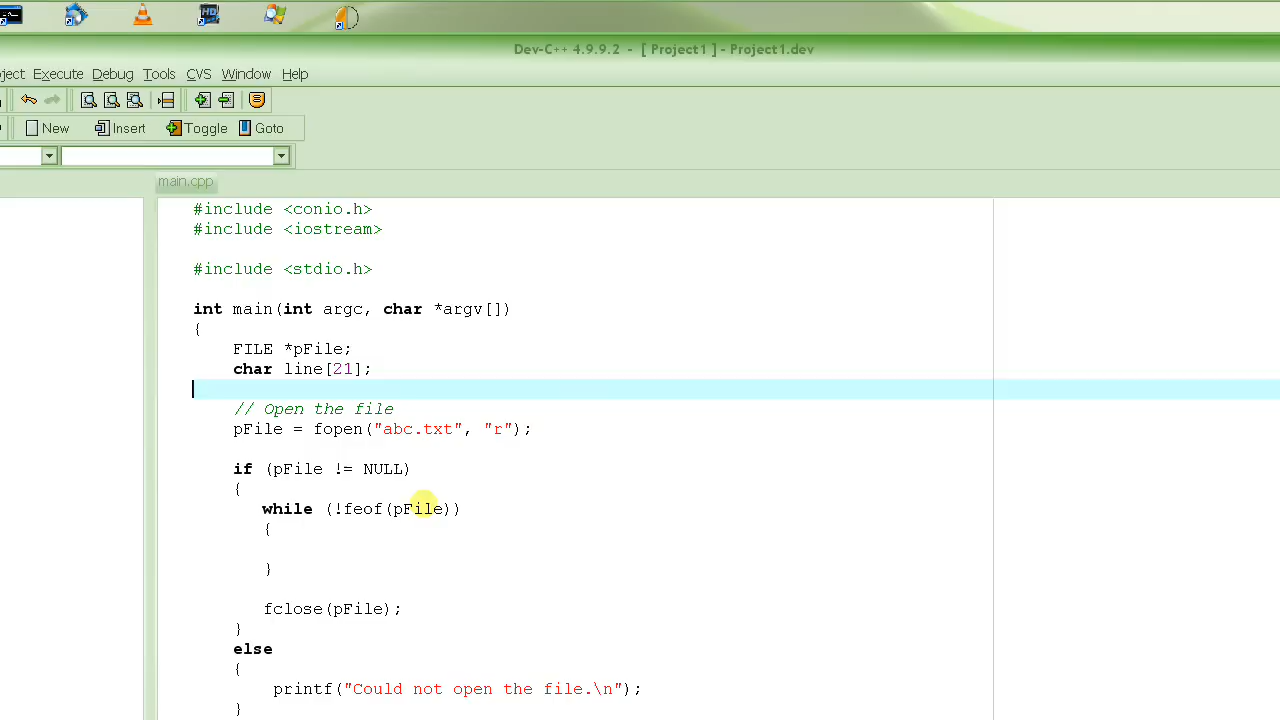 HD
Dev-C++ 4.9.9.2 - [ Project1 ] - Project1.dev
ject Execute Debug Tools CVS Window Help
New Insert Toggle Goto
main.cpp
#include <conio.h>
#include <iostream>
#include <stdio.h>
int main(int argc, char *argv[])
{
FILE *pFile;
char line[21];
// Open the file
pFile = fopen("abc.txt", "r");
if (pFile != NULL)
{
while (!feof(pFile))
{
}
fclose(pFile);
}
else
{
printf("Could not open the file.\n");
}